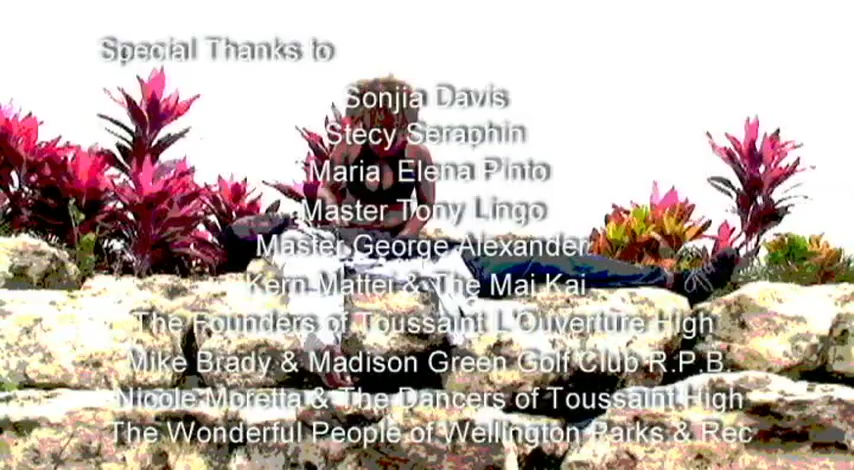 Special Thanks to
Sonjia Davis
Stecy Seraphin
Maria Elena Pinto
Master Tony Lingo
Master George Alexander
Kern Mattei & The Mai Kai
The Founders of Toussaint L'Ouverture High
Mike Brady & Madison Green Golf Club R.P.B.
Nicole Moretta & The Dancers of Toussaint High
The Wonderful People of Wellington Parks & Rec